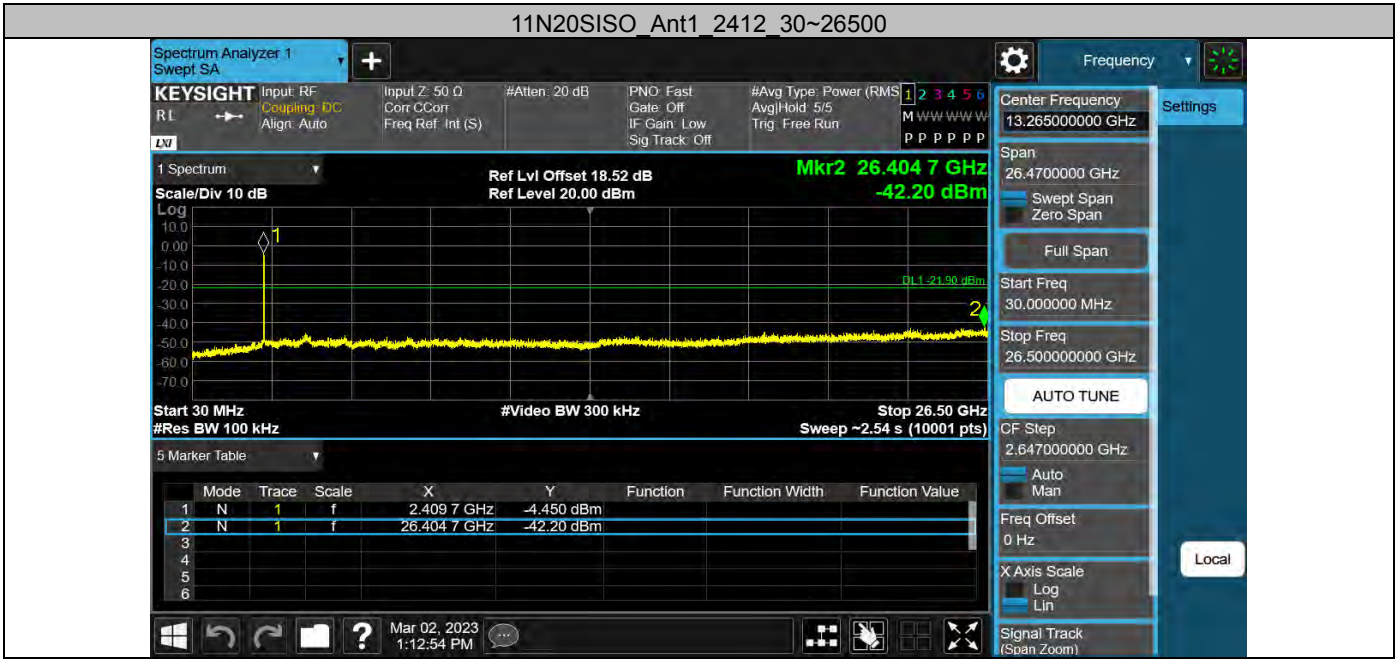 11N20SISO_Ant1_2412_30~26500
Spectrum Analyzer 1
Swept SA
+
Frequency
KEYSIGHT
RL
LXI
Input: RF
Coupling: DC
Align: Auto
Input Z: 50 Ω
Corr CCorr
Freq Ref: Int (S)
#Atten: 20 dB
PNO: Fast
Gate: Off
IF Gain: Low
Sig Track: Off
#Avg Type: Power (RMS
Avg|Hold: 5/5
Trig: Free Run
1 2 3 4 5 6
M W W W W W
P P P P P P
1 Spectrum
Scale/Div 10 dB
Ref Lvl Offset 18.52 dB
Ref Level 20.00 dBm
Mkr2 26.404 7 GHz
-42.20 dBm
Log
10.0
0.00
-10.0
-20.0
-30.0
-40.0
-50.0
-60.0
-70.0
1
DL1 -21.90 dBm
2
Start 30 MHz
#Video BW 300 kHz
Stop 26.50 GHz
#Res BW 100 kHz
Sweep ~2.54 s (10001 pts)
5 Marker Table
Mode Trace Scale X Y Function Function Width Function Value
1 N 1 f 2.409 7 GHz -4.450 dBm
2 N 1 f 26.404 7 GHz -42.20 dBm
3
4
5
6
?
Mar 02, 2023
1:12:54 PM
Center Frequency
13.265000000 GHz
Settings
Span
26.4700000 GHz
Swept Span
Zero Span
Full Span
Start Freq
30.000000 MHz
Stop Freq
26.500000000 GHz
AUTO TUNE
CF Step
2.647000000 GHz
Auto
Man
Freq Offset
0 Hz
X Axis Scale
Log
Lin
Signal Track
(Span Zoom)
Local